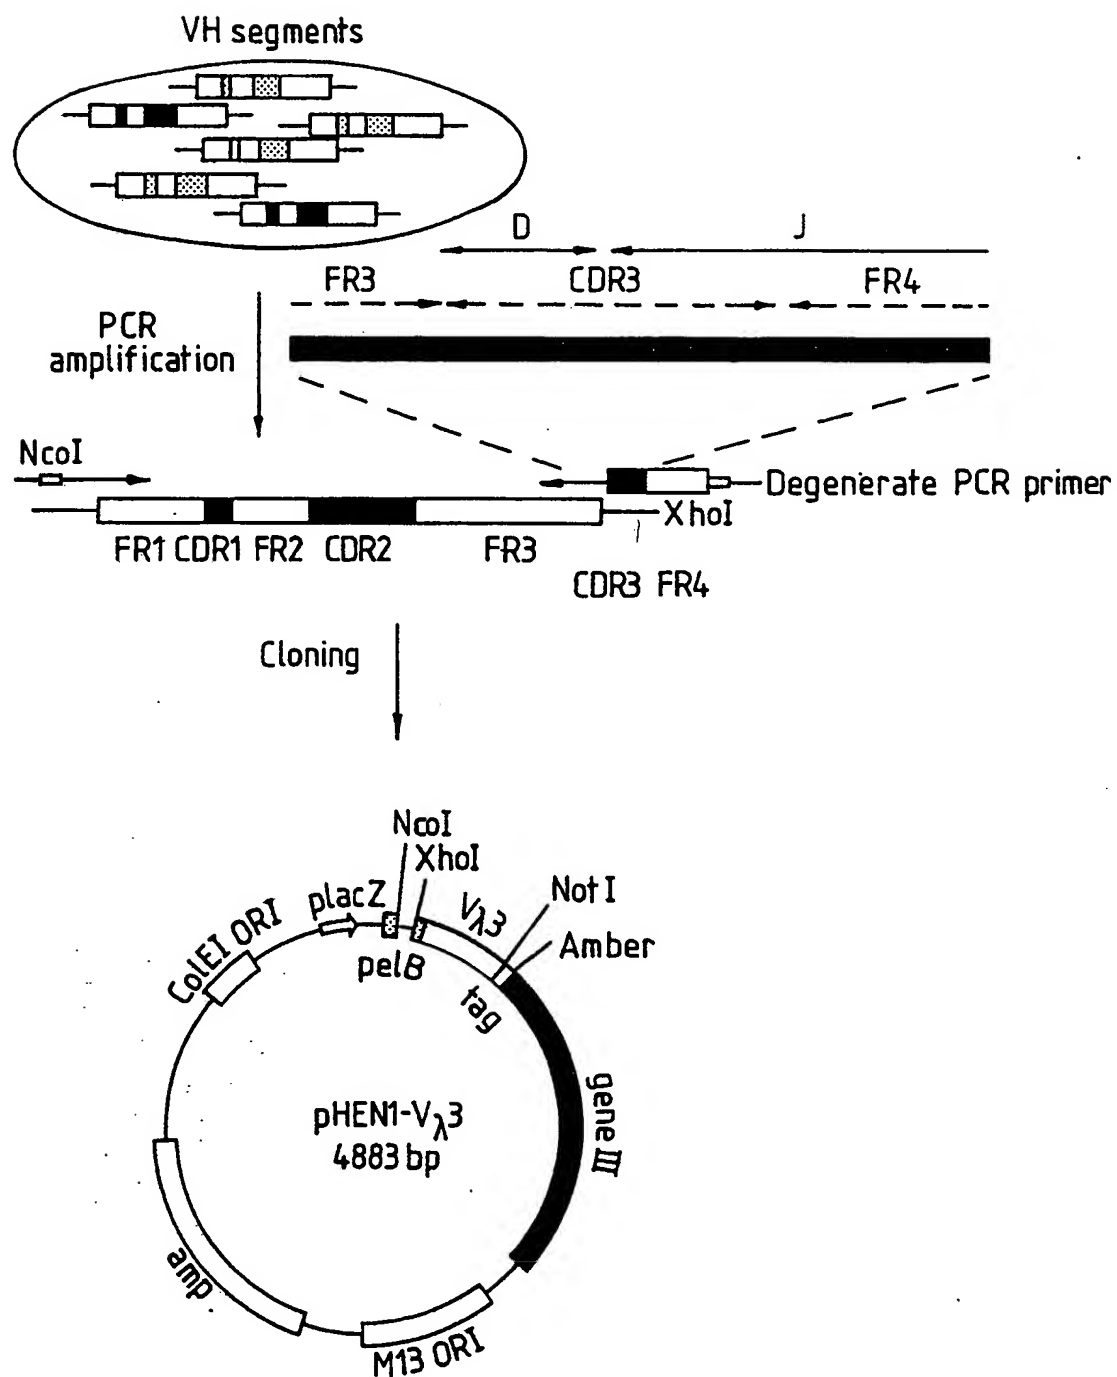 VH segments
D J
FR3 CDR3 FR4
PCR
amplification
NcoI
Degenerate PCR primer
XhoI
FR1 CDR1 FR2 CDR2 FR3
CDR3 FR4
Cloning
NcoI
XhoI
placZ
Vλ3
Not I
Amber
ColEI ORI
pelB
tag
gene III
pHEN1-Vλ3
4883 bp
amp
M13 ORI